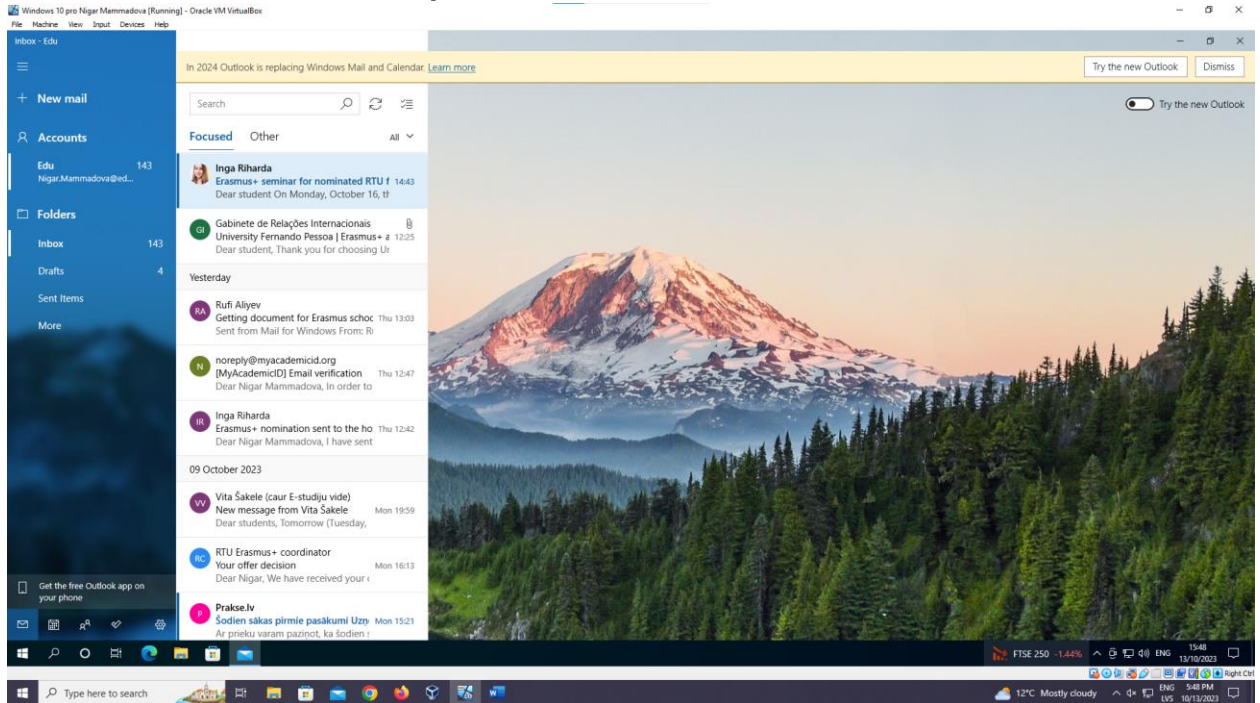 Windows 10 pro Nigar Mammadova [Running] - Oracle VM VirtualBox
File Machine View Input Devices Help
Inbox - Edu
In 2024 Outlook is replacing Windows Mail and Calendar. Learn more
Try the new Outlook
Dismiss
New mail
Accounts
Edu 143
Nigar.Mammadova@ed...
Folders
Inbox 143
Drafts 4
Sent Items
More
Get the free Outlook app on
your phone
Search
Focused Other All
Inga Riharda
Erasmus+ seminar for nominated RTU f 14:43
Dear student On Monday, October 16, th
GI
Gabinete de Relações Internacionais
University Fernando Pessoa | Erasmus+ a 12:25
Dear student, Thank you for choosing Un
Yesterday
RA
Rufi Aliyev
Getting document for Erasmus schoc Thu 13:03
Sent from Mail for Windows From: Ru
N
noreply@myacademicid.org
[MyAcademicID] Email verification Thu 12:47
Dear Nigar Mammadova, In order to
IR
Inga Riharda
Erasmus+ nomination sent to the ho Thu 12:42
Dear Nigar Mammadova, I have sent
09 October 2023
VV
Vita Šakele (caur E-studiju vide)
New message from Vita Šakele Mon 19:59
Dear students, Tomorrow (Tuesday,
RC
RTU Erasmus+ coordinator
Your offer decision Mon 16:13
Dear Nigar, We have received your
P
Prakse.lv
Šodien sākas pirmie pasākumi Uzņ Mon 15:21
Ar prieku varam paziņot, ka šodien
Try the new Outlook
FTSE 250 -1.44%
ENG
15:48
13/10/2023
Right Ctrl
Type here to search
12°C Mostly cloudy
ENG
LVS
5:48 PM
10/13/2023